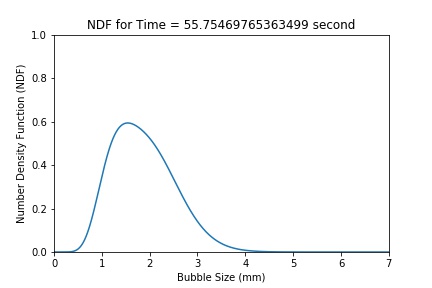 NDF for Time = 55.75469765363499 second
Number Density Function (NDF)
1.0
0.8
0.6
0.4
0.2
0.0
0 1 2 3 4 5 6 7
Bubble Size (mm)